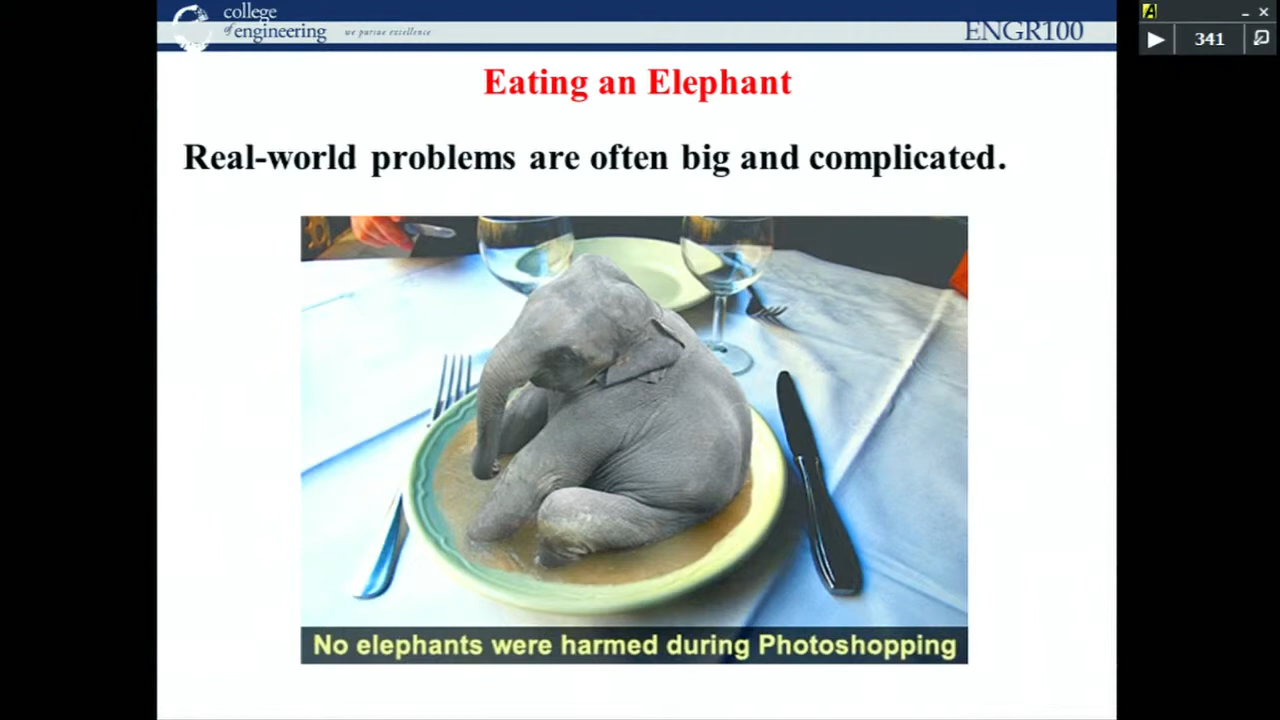 college
of engineering
we pursue excellence
ENGR100
341
Eating an Elephant
Real-world problems are often big and complicated.
No elephants were harmed during Photoshopping